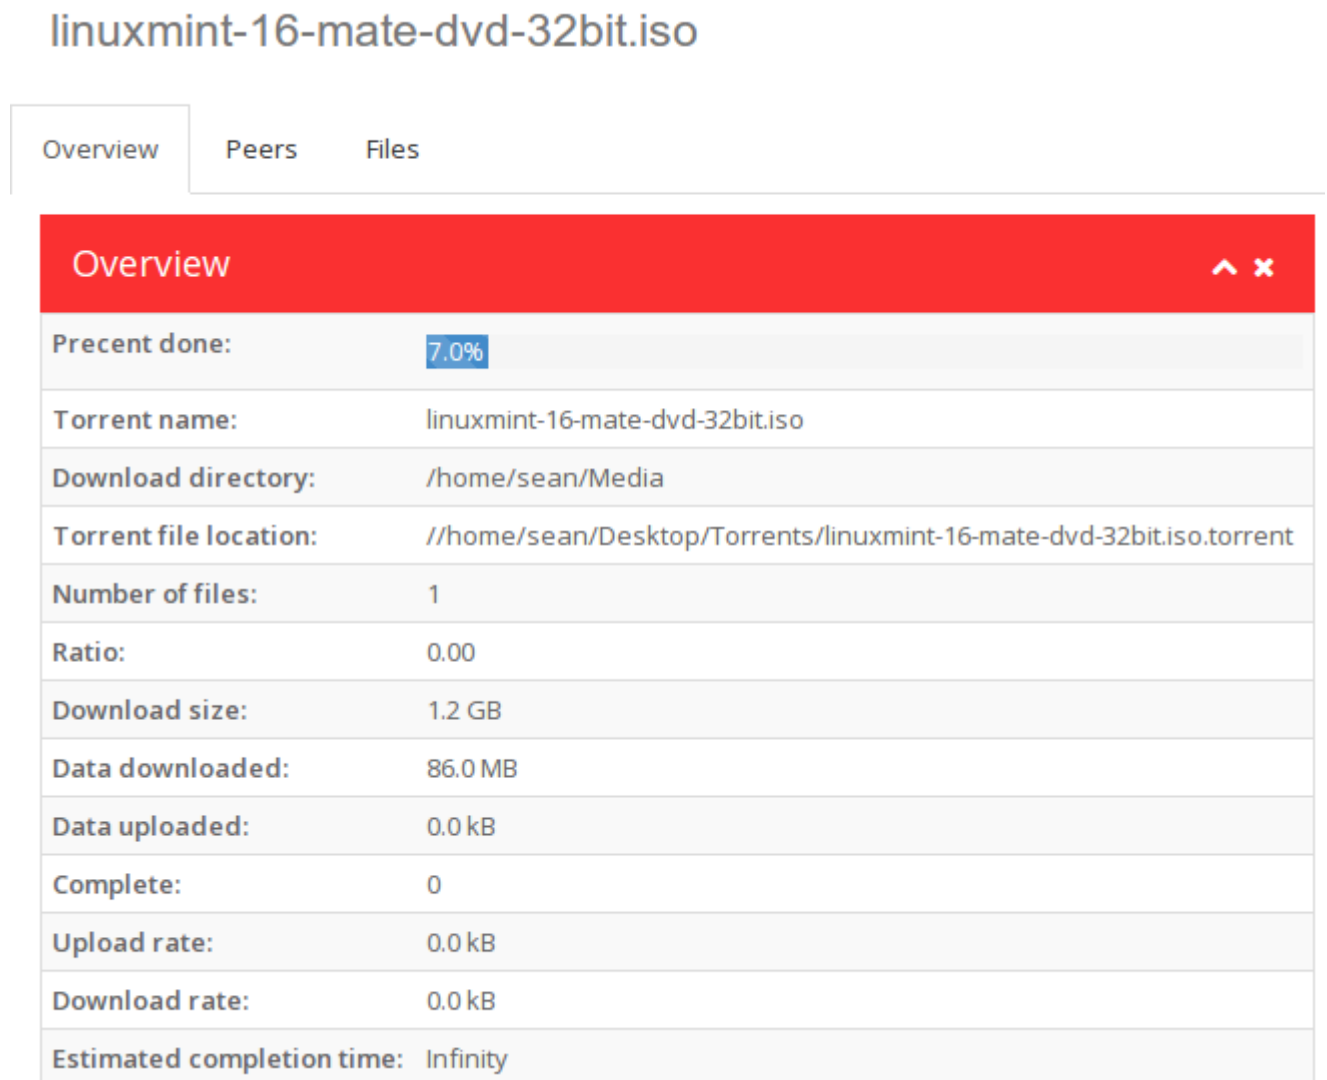 linuxmint-16-mate-dvd-32bit.iso
Overview Peers Files
Overview
Precent done: 7.0%
Torrent name: linuxmint-16-mate-dvd-32bit.iso
Download directory: /home/sean/Media
Torrent file location: //home/sean/Desktop/Torrents/linuxmint-16-mate-dvd-32bit.iso.torrent
Number of files: 1
Ratio: 0.00
Download size: 1.2 GB
Data downloaded: 86.0 MB
Data uploaded: 0.0 kB
Complete: 0
Upload rate: 0.0 kB
Download rate: 0.0 kB
Estimated completion time: Infinity